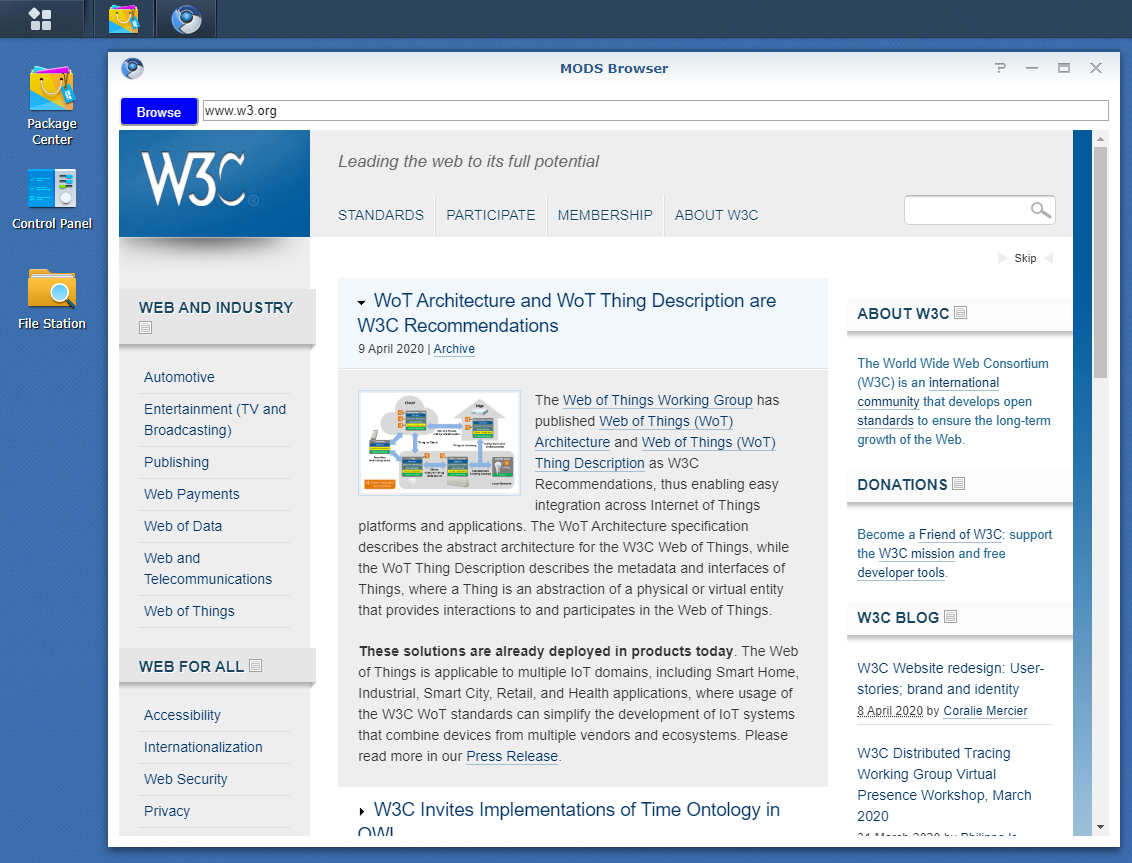 MODS Browser
Package
Center
Control Panel
File Station
Browse
www.w3.org
W3C®
Leading the web to its full potential
STANDARDS
PARTICIPATE
MEMBERSHIP
ABOUT W3C
Skip
WEB AND INDUSTRY
Automotive
Entertainment (TV and
Broadcasting)
Publishing
Web Payments
Web of Data
Web and
Telecommunications
Web of Things
WEB FOR ALL
Accessibility
Internationalization
Web Security
Privacy
WoT Architecture and WoT Thing Description are
W3C Recommendations
9 April 2020 | Archive
The Web of Things Working Group has
published Web of Things (WoT)
Architecture and Web of Things (WoT)
Thing Description as W3C
Recommendations, thus enabling easy
integration across Internet of Things
platforms and applications. The WoT Architecture specification
describes the abstract architecture for the W3C Web of Things, while
the WoT Thing Description describes the metadata and interfaces of
Things, where a Thing is an abstraction of a physical or virtual entity
that provides interactions to and participates in the Web of Things.
These solutions are already deployed in products today. The Web
of Things is applicable to multiple IoT domains, including Smart Home,
Industrial, Smart City, Retail, and Health applications, where usage of
the W3C WoT standards can simplify the development of IoT systems
that combine devices from multiple vendors and ecosystems. Please
read more in our Press Release.
W3C Invites Implementations of Time Ontology in
OWL
ABOUT W3C
The World Wide Web Consortium
(W3C) is an international
community that develops open
standards to ensure the long-term
growth of the Web.
DONATIONS
Become a Friend of W3C: support
the W3C mission and free
developer tools.
W3C BLOG
W3C Website redesign: User-
stories; brand and identity
8 April 2020 by Coralie Mercier
W3C Distributed Tracing
Working Group Virtual
Presence Workshop, March
2020
31 March 2020 by Philippe le